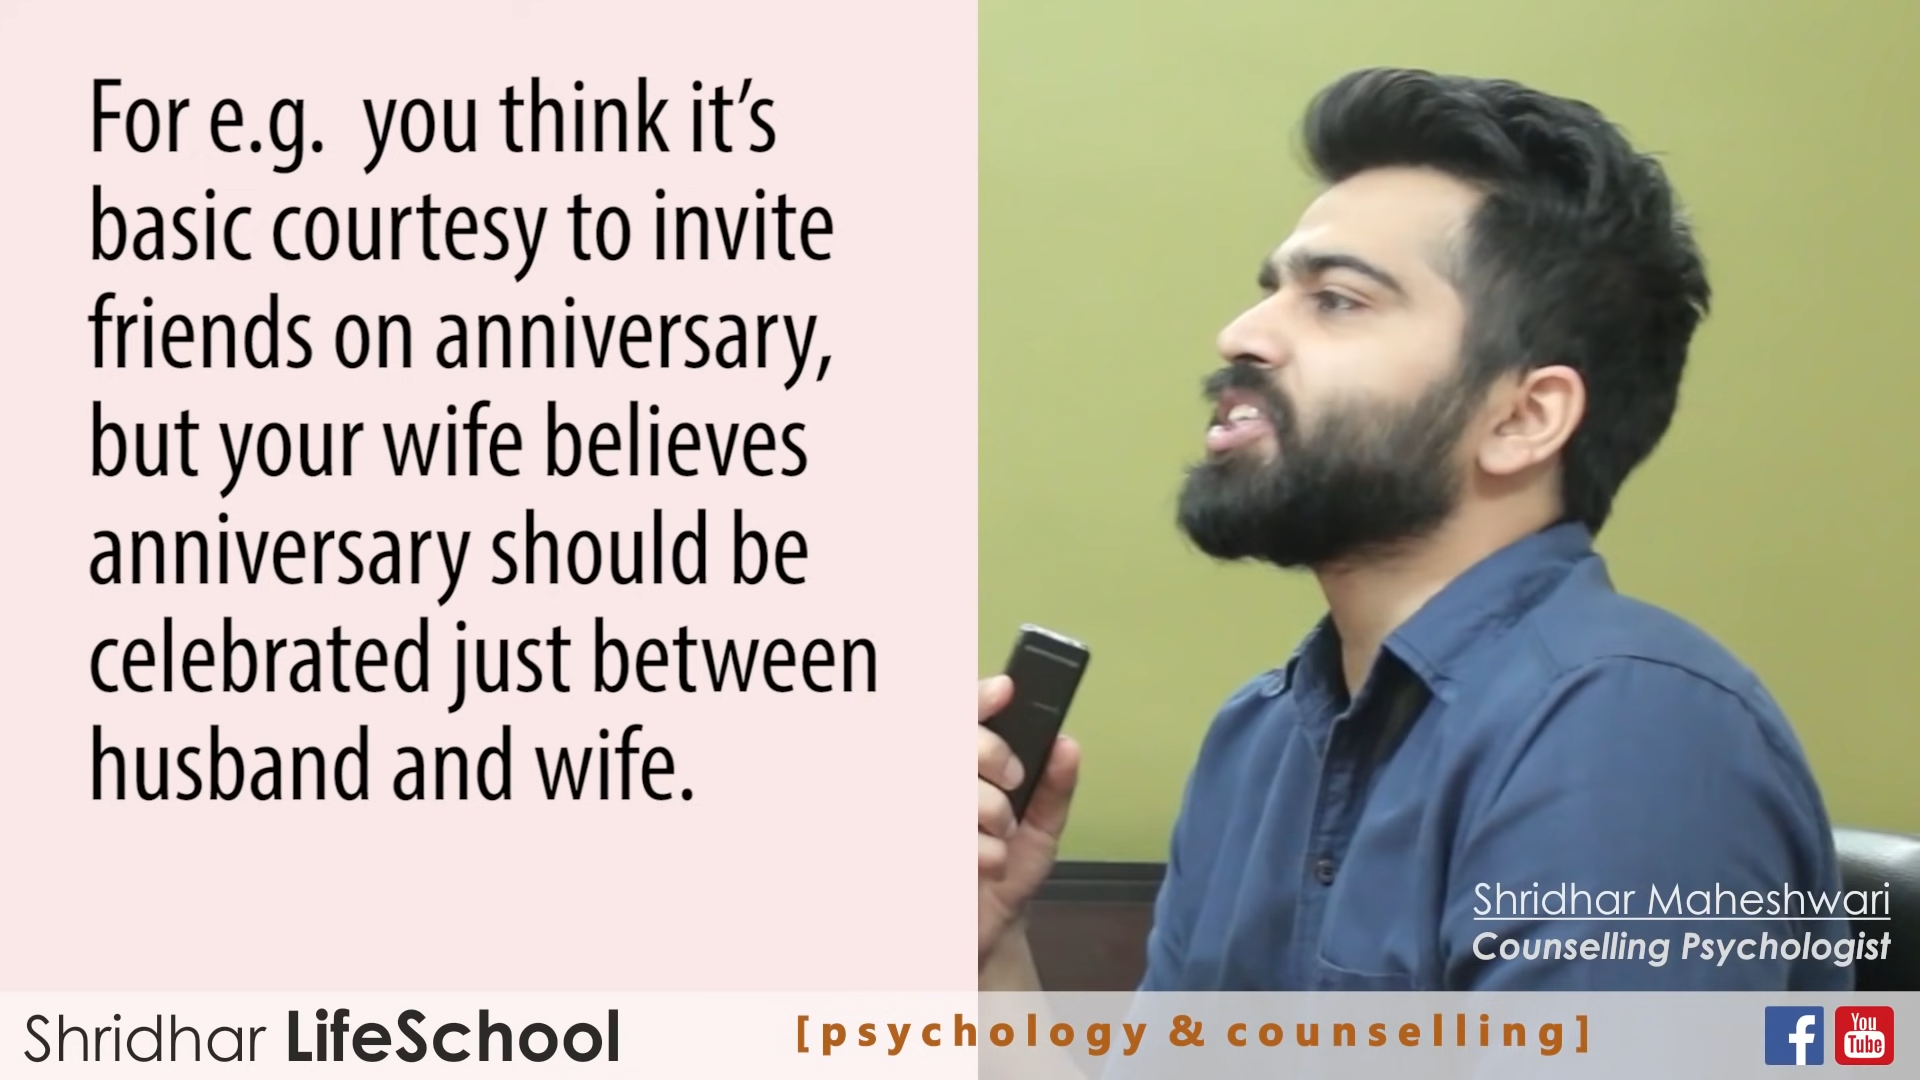 For e.g. you think it’s
basic courtesy to invite
friends on anniversary,
but your wife believes
anniversary should be
celebrated just between
husband and wife.
Shridhar Maheshwari
Counselling Psychologist
Shridhar LifeSchool
[psychology & counselling]
f
You
Tube